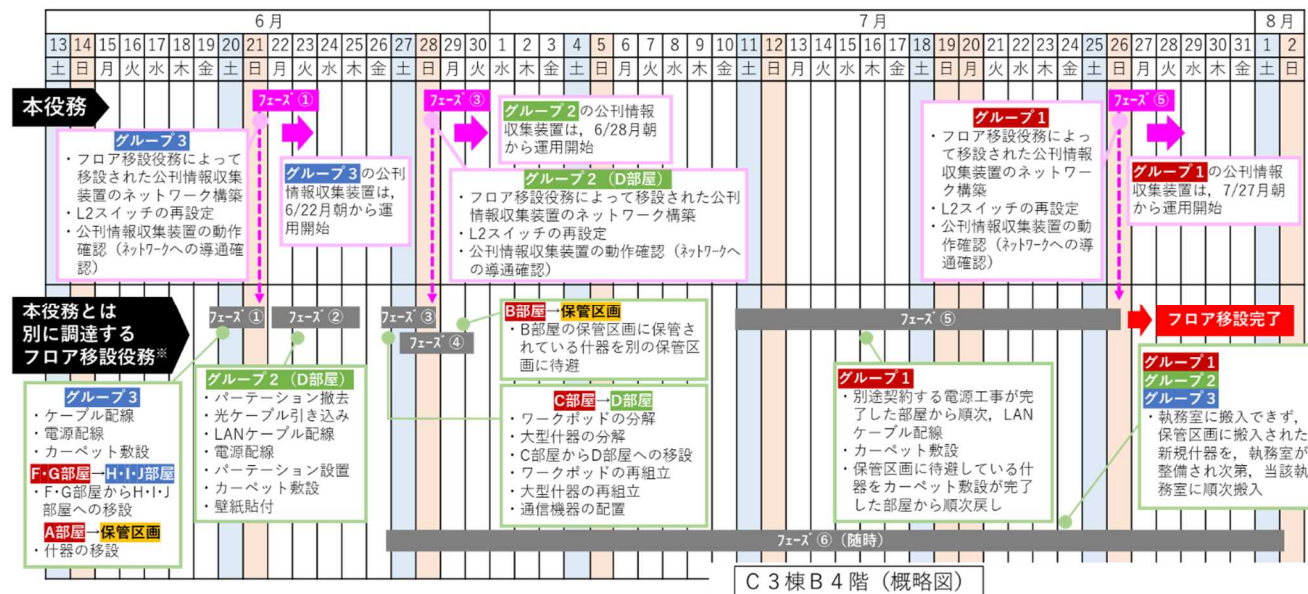 6月
7月
8月
13 14 15 16 17 18 19 20 21 22 23 24 25 26 27 28 29 30 1 2 3 4 5 6 7 8 9 10 11 12 13 14 15 16 17 18 19 20 21 22 23 24 25 26 27 28 29 30 31 1 2
土 日 月 火 水 木 金 土 日 月 火 水 木 金 土 日 月 火 水 木 金 土 日 月 火 水 木 金 土 日 月 火 水 木 金 土 日 月 火 水 木 金 土 日 月 火 水 木 金 土 日
本役務
ﾌｪｰｽﾞ①
グループ3
・フロア移設役務によって
移設された公刊情報収集
装置のネットワーク構築
・L2スイッチの再設定
・公刊情報収集装置の動作
確認（ﾈｯﾄﾜｰｸへの導通確
認）
グループ3の公刊
情報収集装置は，
6/22月朝から運
用開始
ﾌｪｰｽﾞ③
グループ2の公刊情報
収集装置は，6/28月朝
から運用開始
グループ2（D部屋）
・フロア移設役務によって移設された公刊
情報収集装置のネットワーク構築
・L2スイッチの再設定
・公刊情報収集装置の動作確認（ﾈｯﾄﾜｰｸへ
の導通確認）
ﾌｪｰｽﾞ⑤
グループ1
・フロア移設役務によっ
て移設された公刊情報
収集装置のネットワー
ク構築
・L2スイッチの再設定
・公刊情報収集装置の動
作確認（ﾈｯﾄﾜｰｸへの導
通確認）
グループ1の公刊情報
収集装置は，7/27月朝
から運用開始
本役務とは
別に調達する
フロア移設役務※
ﾌｪｰｽﾞ①
ﾌｪｰｽﾞ②
ﾌｪｰｽﾞ③
ﾌｪｰｽﾞ④
ﾌｪｰｽﾞ⑤
フロア移設完了
グループ3
・ケーブル配線
・電源配線
・カーペット敷設
F・G部屋→H・I・J部屋
・F・G部屋からH・I・J
部屋への移設
A部屋→保管区画
・什器の移設
グループ2（D部屋）
・パーテーション撤去
・光ケーブル引き込み
・LANケーブル配線
・電源配線
・パーテーション設置
・カーペット敷設
・壁紙貼付
B部屋→保管区画
・B部屋の保管区画に保管さ
れている什器を別の保管区
画に待避
C部屋→D部屋
・ワークポッドの分解
・大型什器の分解
・C部屋からD部屋への移設
・ワークポッドの再組立
・大型什器の再組立
・通信機器の配置
グループ1
・別途契約する電源工事が完
了した部屋から順次，LAN
ケーブル配線
・カーペット敷設
・保管区画に待避している什
器をカーペット敷設が完了
した部屋から順次戻し
グループ1
グループ2
グループ3
・執務室に搬入できず，
保管区画に搬入された
新規什器を，執務室が
整備され次第，当該執
務室に順次搬入
ﾌｪｰｽﾞ⑥（随時）
C3棟B4階（概略図）